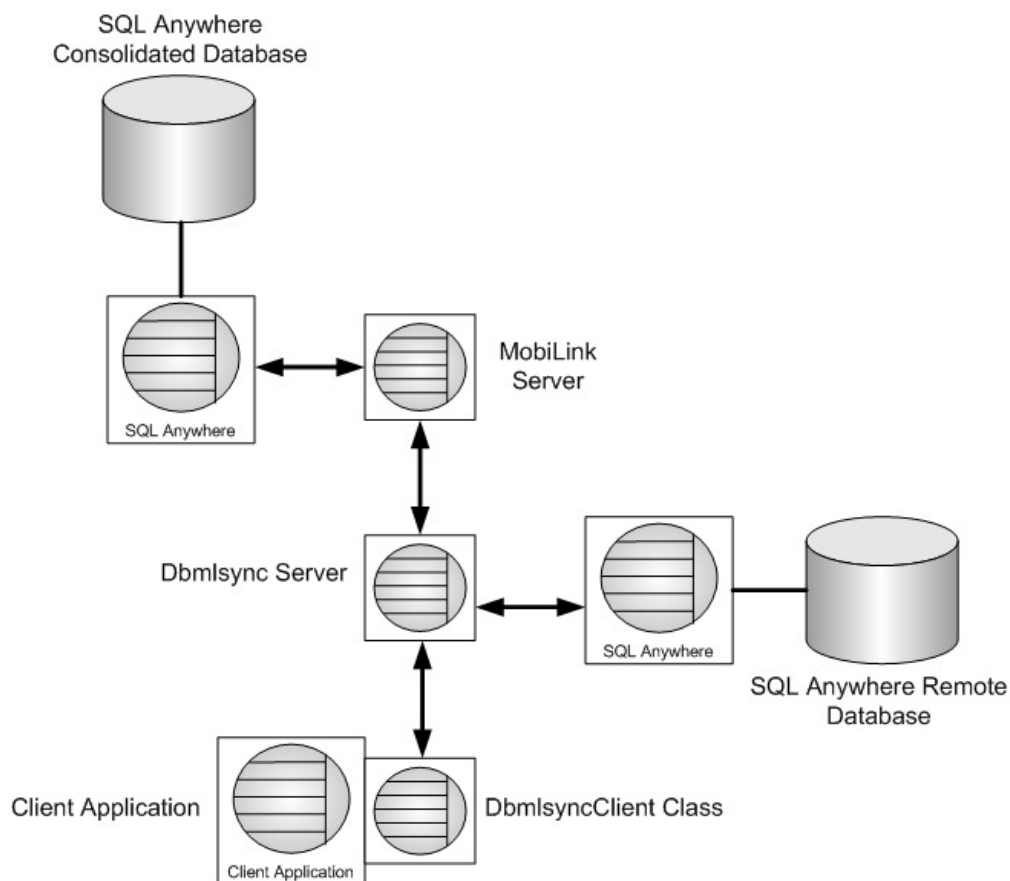 SQL Anywhere
Consolidated Database
SQL Anywhere
MobiLink
Server
Dbmlsync Server
SQL Anywhere
SQL Anywhere Remote
Database
Client Application
Client Application
DbmlsyncClient Class